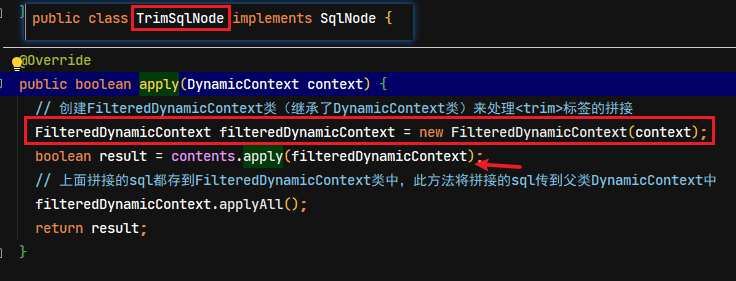 }
public class TrimSqlNode implements SqlNode {
@Override
public boolean apply(DynamicContext context) {
// 创建FilteredDynamicContext类（继承了DynamicContext类）来处理<trim>标签的拼接
FilteredDynamicContext filteredDynamicContext = new FilteredDynamicContext(context);
boolean result = contents.apply(filteredDynamicContext);
// 上面拼接的sql都存到FilteredDynamicContext类中，此方法将拼接的sql传到父类DynamicContext中
filteredDynamicContext.applyAll();
return result;
}